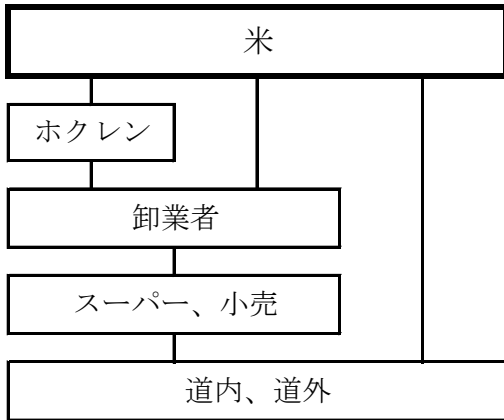 米
ホクレン
卸業者
スーパー、小売
道内、道外